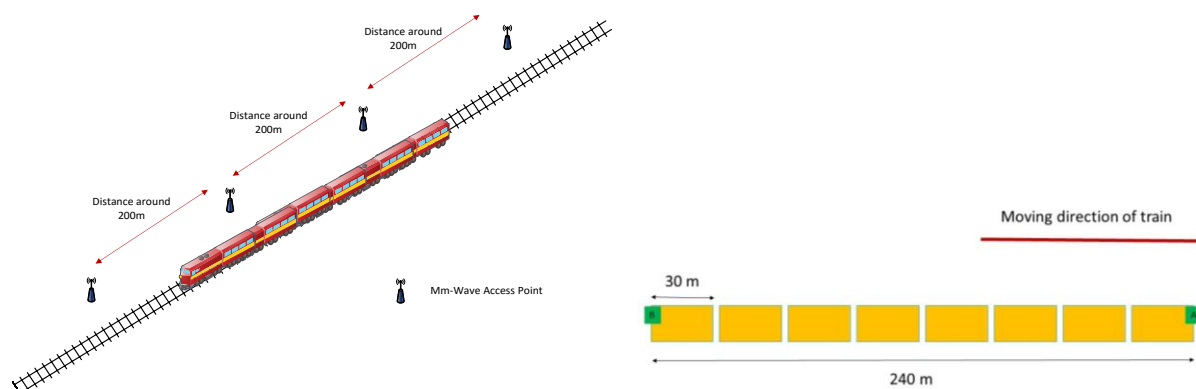 Distance around
200m
Distance around
200m
Distance around
200m
Mm-Wave Access Point
Moving direction of train
30 m
B
A
240 m